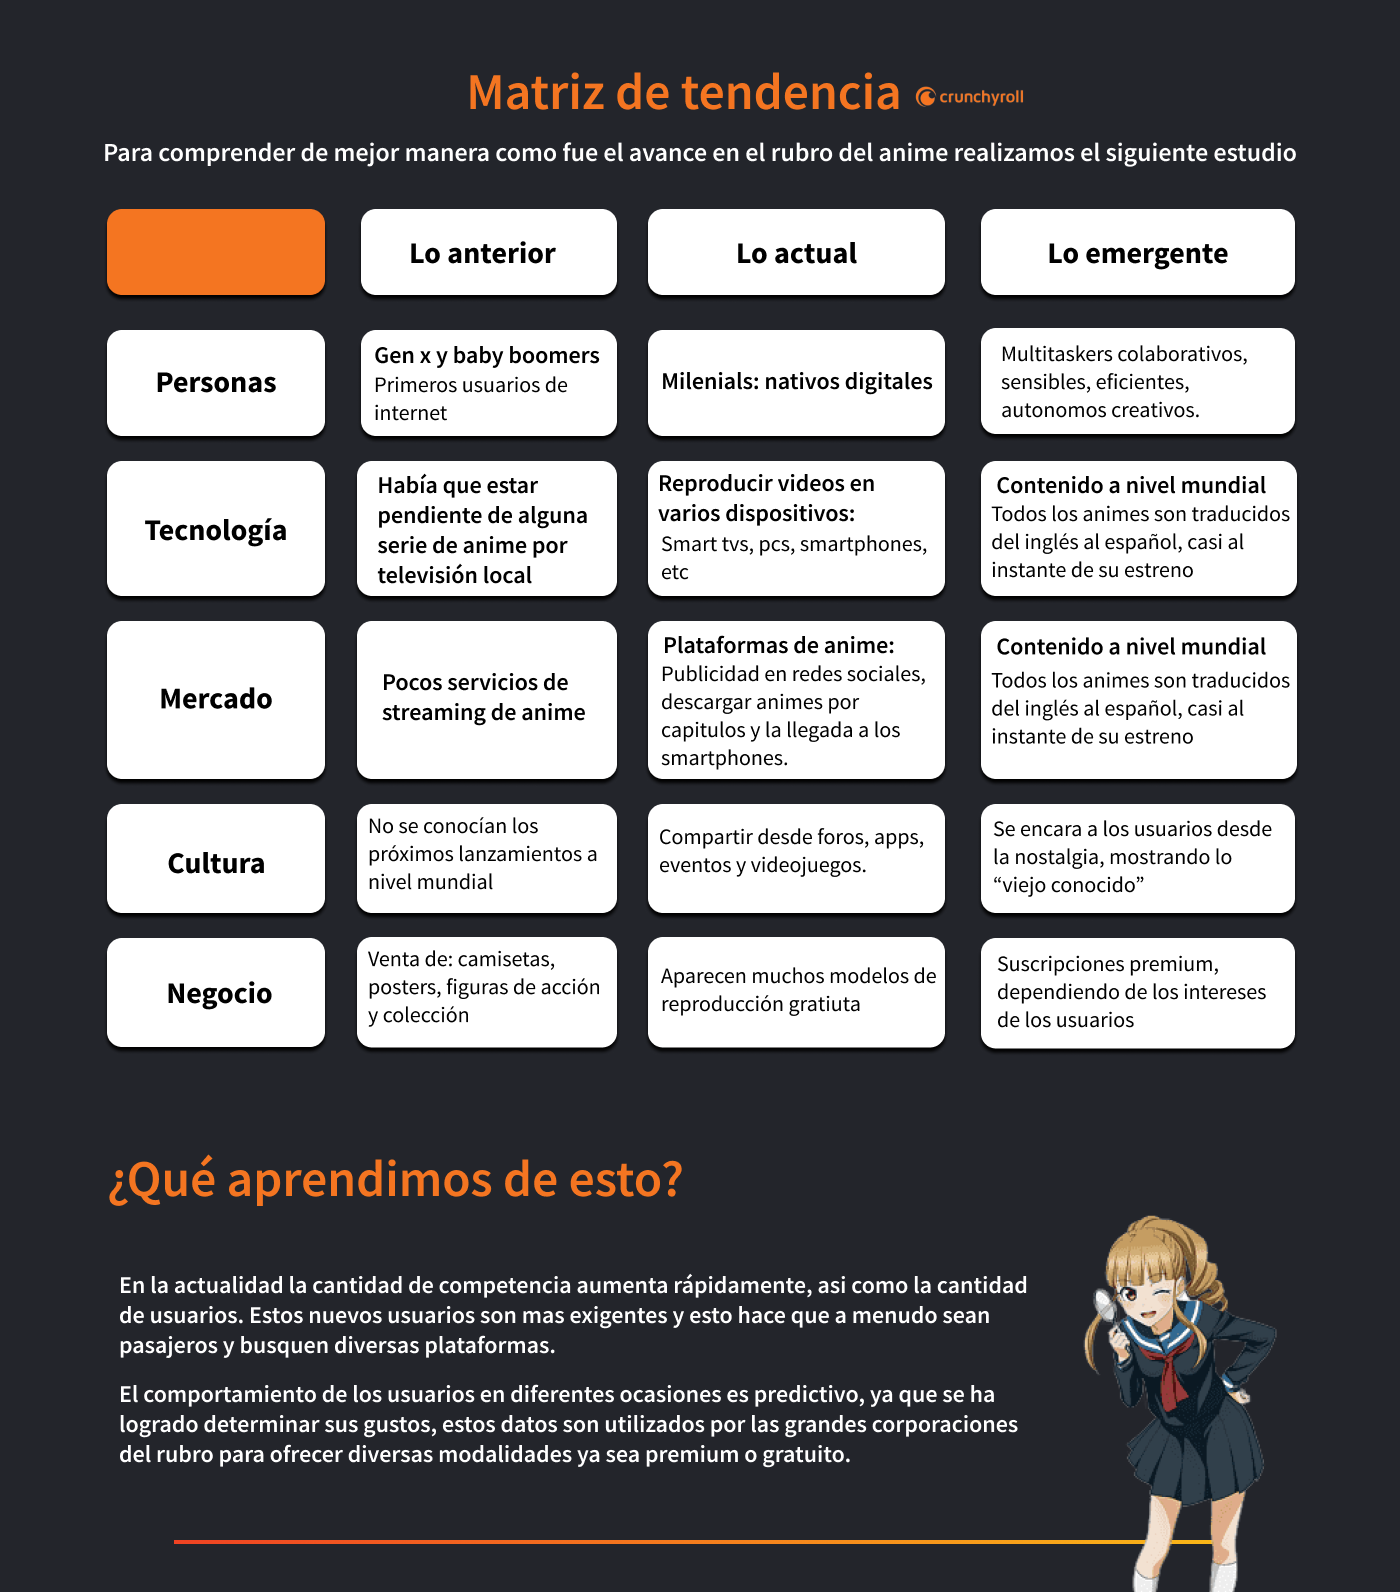 Matriz de tendencia crunchyroll
Para comprender de mejor manera como fue el avance en el rubro del anime realizamos el siguiente estudio
Lo anterior
Lo actual
Lo emergente
Personas
Gen x y baby boomers
Primeros usuarios de
internet
Milenials: nativos digitales
Multitaskers colaborativos,
sensibles, eficientes,
autonomos creativos.
Tecnología
Había que estar
pendiente de alguna
serie de anime por
televisión local
Reproducir videos en
varios dispositivos:
Smart tvs, pcs, smartphones,
etc
Contenido a nivel mundial
Todos los animes son traducidos
del inglés al español, casi al
instante de su estreno
Mercado
Pocos servicios de
streaming de anime
Plataformas de anime:
Publicidad en redes sociales,
descargar animes por
capitulos y la llegada a los
smartphones.
Contenido a nivel mundial
Todos los animes son traducidos
del inglés al español, casi al
instante de su estreno
Cultura
No se conocían los
próximos lanzamientos a
nivel mundial
Compartir desde foros, apps,
eventos y videojuegos.
Se encara a los usuarios desde
la nostalgia, mostrando lo
“viejo conocido”
Negocio
Venta de: camisetas,
posters, figuras de acción
y colección
Aparecen muchos modelos de
reproducción gratiuta
Suscripciones premium,
dependiendo de los intereses
de los usuarios
¿Qué aprendimos de esto?
En la actualidad la cantidad de competencia aumenta rápidamente, asi como la cantidad
de usuarios. Estos nuevos usuarios son mas exigentes y esto hace que a menudo sean
pasajeros y busquen diversas plataformas.
El comportamiento de los usuarios en diferentes ocasiones es predictivo, ya que se ha
logrado determinar sus gustos, estos datos son utilizados por las grandes corporaciones
del rubro para ofrecer diversas modalidades ya sea premium o gratuito.